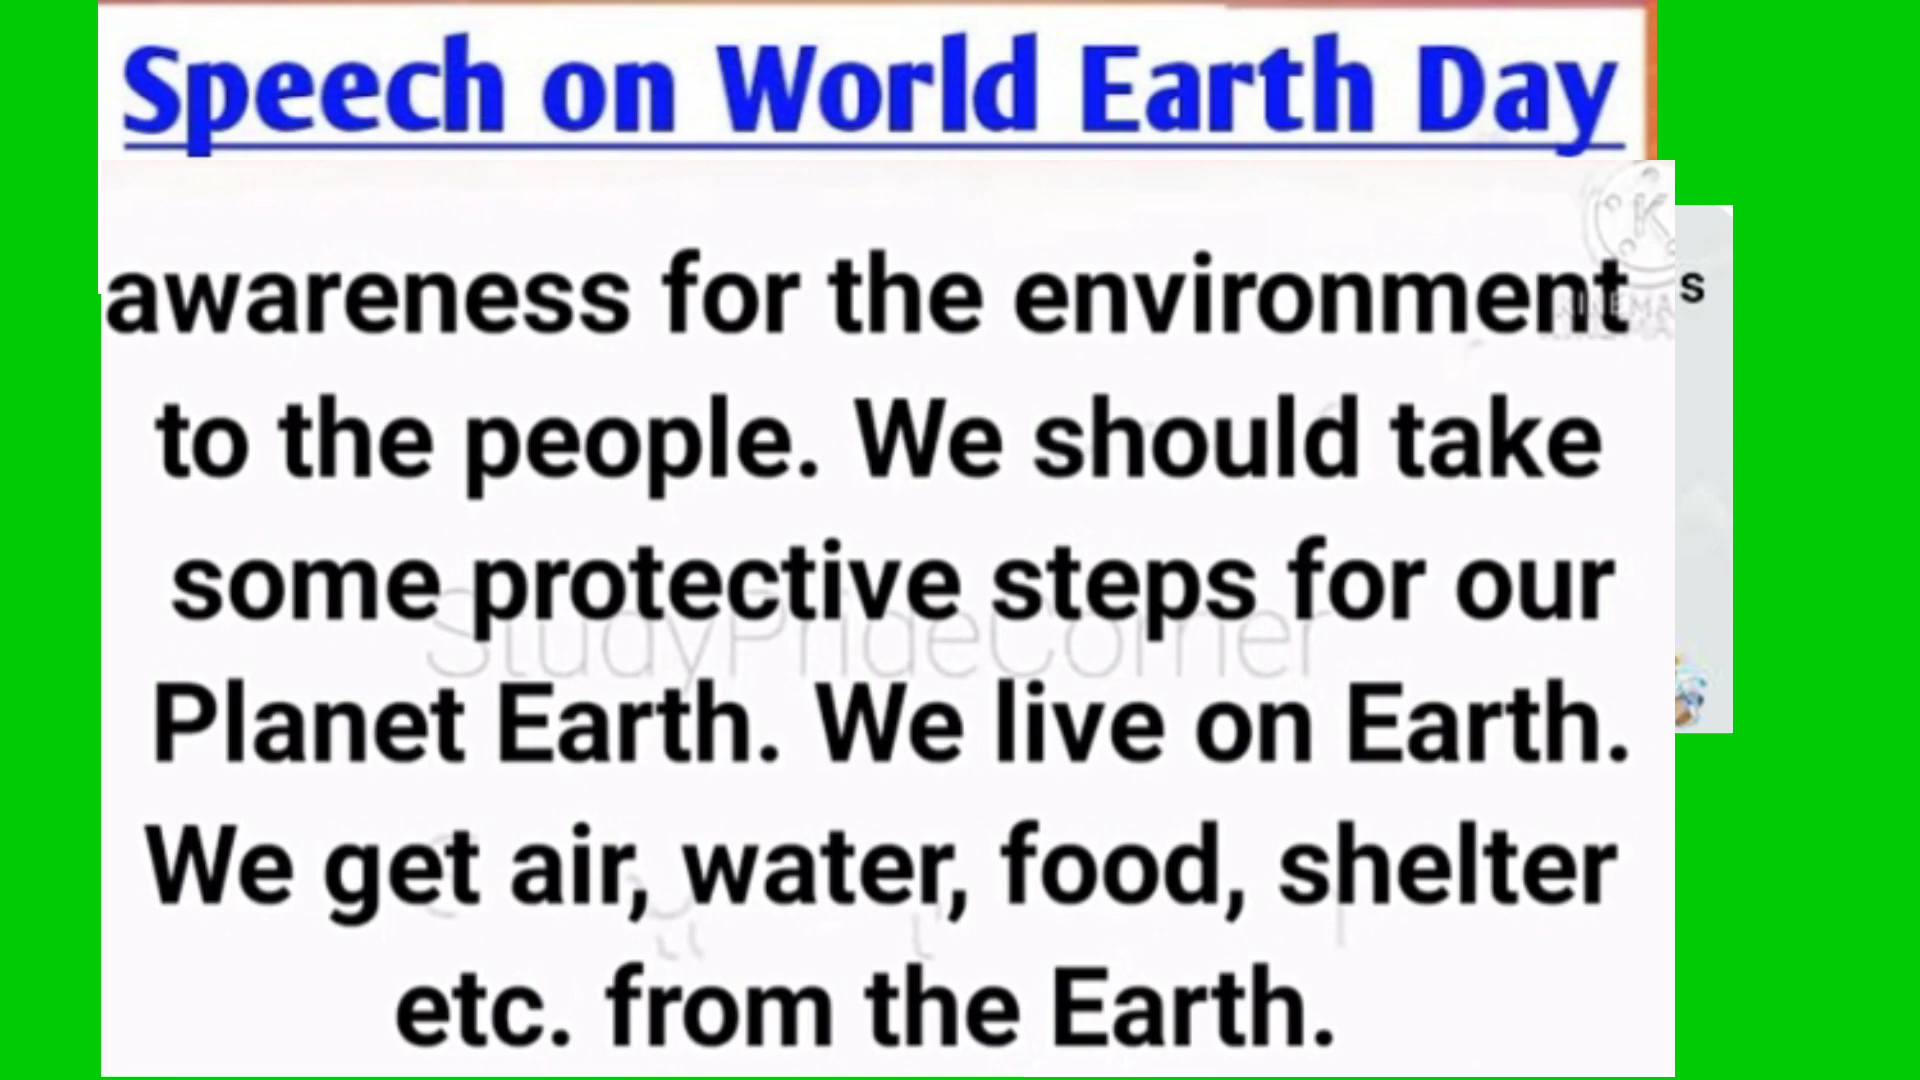 Speech on World Earth Day
awareness for the environment
s
to the people. We should take
some protective steps for our
StudyPrideCorner
Planet Earth. We live on Earth.
We get air, water, food, shelter
etc. from the Earth.